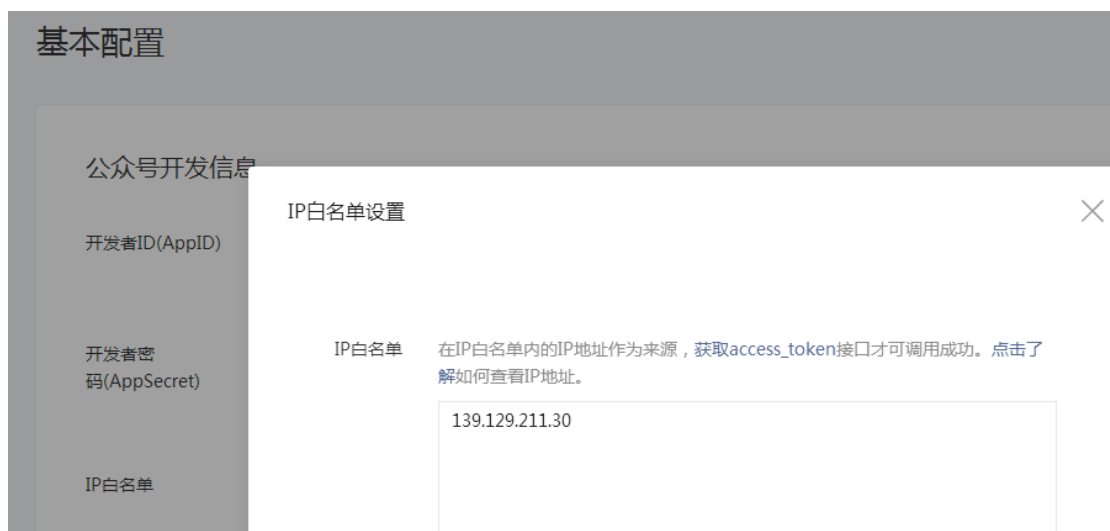 基本配置
公众号开发信息
IP白名单设置
开发者ID(AppID)
IP白名单
在IP白名单内的IP地址作为来源，获取access_token接口才可调用成功。点击了
解如何查看IP地址。
开发者密
码(AppSecret)
139.129.211.30
IP白名单